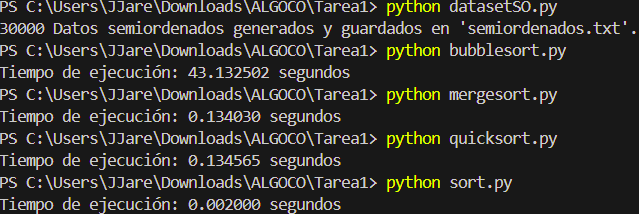 PS C:\Users\JJare\Downloads\ALGOCO\Tarea1> python datasetSO.py
30000 Datos semiordenados generados y guardados en 'semiordenados.txt'.
PS C:\Users\JJare\Downloads\ALGOCO\Tarea1> python bubblesort.py
Tiempo de ejecución: 43.132502 segundos
PS C:\Users\JJare\Downloads\ALGOCO\Tarea1> python mergesort.py
Tiempo de ejecución: 0.134030 segundos
PS C:\Users\JJare\Downloads\ALGOCO\Tarea1> python quicksort.py
Tiempo de ejecución: 0.134565 segundos
PS C:\Users\JJare\Downloads\ALGOCO\Tarea1> python sort.py
Tiempo de ejecución: 0.002000 segundos